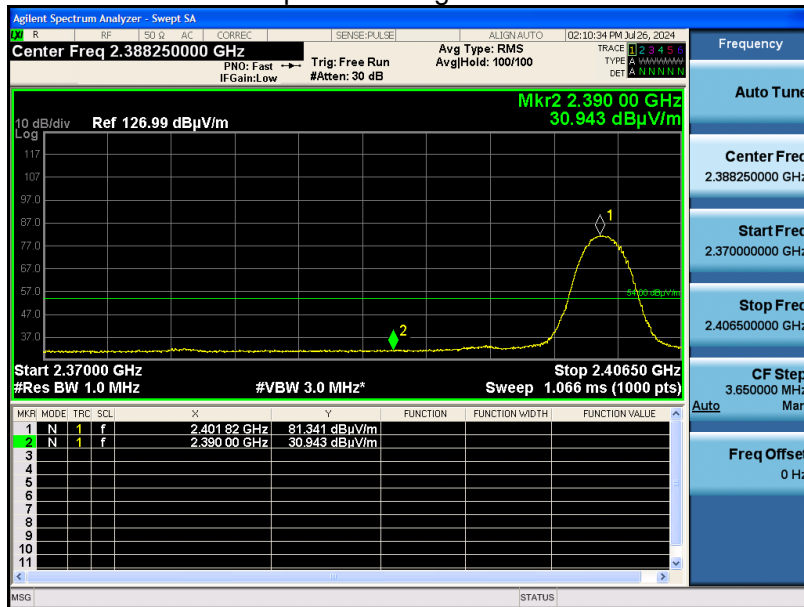 Agilent Spectrum Analyzer - Swept SA
LXI R RF 50 Ω AC CORREC SENSE:PULSE ALIGN AUTO 02:10:34 PM Jul 26, 2024
Center Freq 2.388250000 GHz
PNO: Fast
IFGain:Low
Trig: Free Run
#Atten: 30 dB
Avg Type: RMS
Avg|Hold: 100/100
TRACE 1 2 3 4 5 6
TYPE A WWWWW
DET A N N N N N
Mkr2 2.390 00 GHz
30.943 dBµV/m
10 dB/div Ref 126.99 dBµV/m
Log
117
107
97.0
87.0
77.0
67.0
57.0
47.0
37.0
1
54.00 dBµV/m
2
Start 2.37000 GHz Stop 2.40650 GHz
#Res BW 1.0 MHz #VBW 3.0 MHz* Sweep 1.066 ms (1000 pts)
MKR MODE TRC SCL X Y FUNCTION FUNCTION WIDTH FUNCTION VALUE
1 N 1 f 2.401 82 GHz 81.341 dBµV/m
2 N 1 f 2.390 00 GHz 30.943 dBµV/m
3
4
5
6
7
8
9
10
11
MSG STATUS
Frequency
Auto Tune
Center Freq
2.388250000 GHz
Start Freq
2.370000000 GHz
Stop Freq
2.406500000 GHz
CF Step
3.650000 MHz
Auto Man
Freq Offset
0 Hz